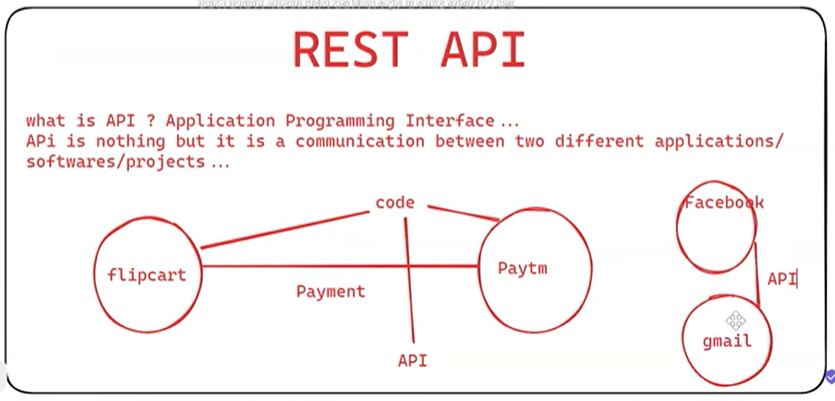 REST API
what is API ? Application Programming Interface...
APi is nothing but it is a communication between two different applications/
softwares/projects...
code
Facebook
flipcart
Paytm
API
Payment
gmail
API